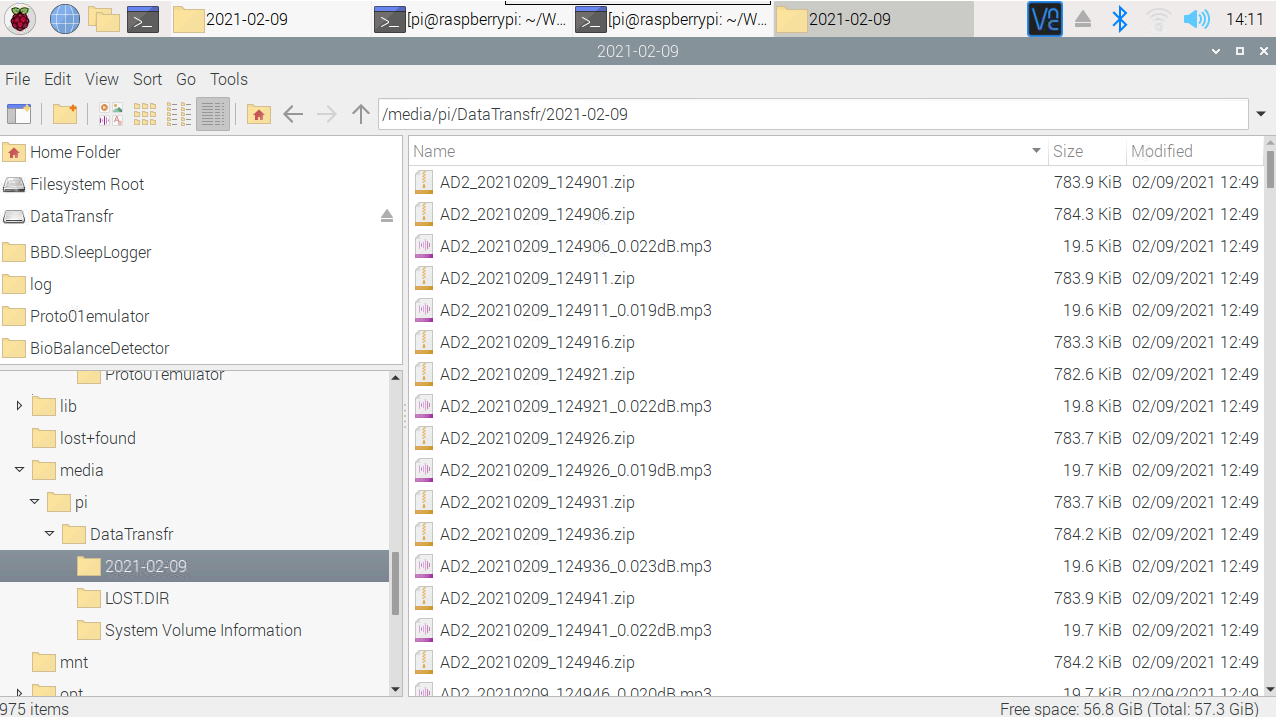 2021-02-09 [pi@raspberrypi: ~/W... [pi@raspberrypi: ~/W... 2021-02-09 14:11
2021-02-09
File Edit View Sort Go Tools
/media/pi/DataTransfr/2021-02-09
Home Folder
Filesystem Root
DataTransfr
BBD.SleepLogger
log
Proto01emulator
BioBalanceDetector
Proto01emulator
lib
lost+found
media
pi
DataTransfr
2021-02-09
LOST.DIR
System Volume Information
mnt
opt
Name Size Modified
AD2_20210209_124901.zip 783.9 KiB 02/09/2021 12:49
AD2_20210209_124906.zip 784.3 KiB 02/09/2021 12:49
AD2_20210209_124906_0.022dB.mp3 19.5 KiB 02/09/2021 12:49
AD2_20210209_124911.zip 783.9 KiB 02/09/2021 12:49
AD2_20210209_124911_0.019dB.mp3 19.6 KiB 02/09/2021 12:49
AD2_20210209_124916.zip 783.3 KiB 02/09/2021 12:49
AD2_20210209_124921.zip 782.6 KiB 02/09/2021 12:49
AD2_20210209_124921_0.022dB.mp3 19.8 KiB 02/09/2021 12:49
AD2_20210209_124926.zip 783.7 KiB 02/09/2021 12:49
AD2_20210209_124926_0.019dB.mp3 19.7 KiB 02/09/2021 12:49
AD2_20210209_124931.zip 783.7 KiB 02/09/2021 12:49
AD2_20210209_124936.zip 784.2 KiB 02/09/2021 12:49
AD2_20210209_124936_0.023dB.mp3 19.6 KiB 02/09/2021 12:49
AD2_20210209_124941.zip 783.9 KiB 02/09/2021 12:49
AD2_20210209_124941_0.022dB.mp3 19.7 KiB 02/09/2021 12:49
AD2_20210209_124946.zip 784.2 KiB 02/09/2021 12:49
AD2_20210209_124946_0.020dB.mp3 19.7 KiB 02/09/2021 12:49
975 items Free space: 56.8 GiB (Total: 57.3 GiB)